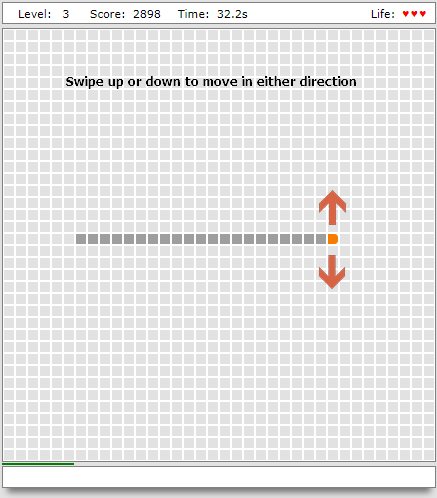 Level: 3 Score: 2898 Time: 32.2s Life: ♥♥♥
Swipe up or down to move in either direction